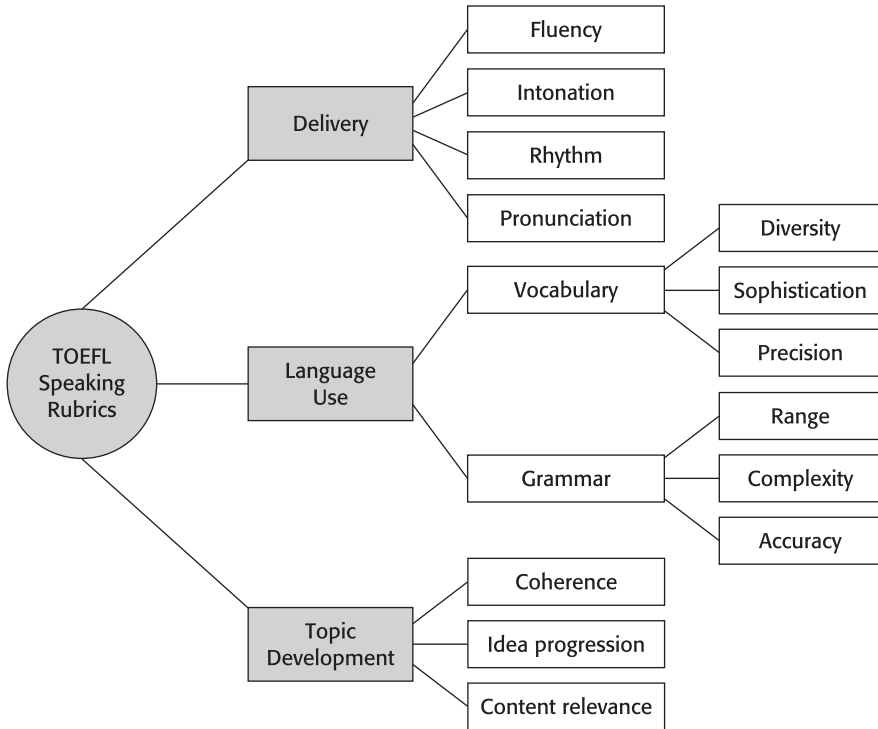 Fluency
Intonation
Delivery
Rhythm
Pronunciation
Diversity
Vocabulary
Sophistication
Precision
TOEFL
Speaking
Rubrics
Language
Use
Range
Grammar
Complexity
Accuracy
Coherence
Topic
Development
Idea progression
Content relevance